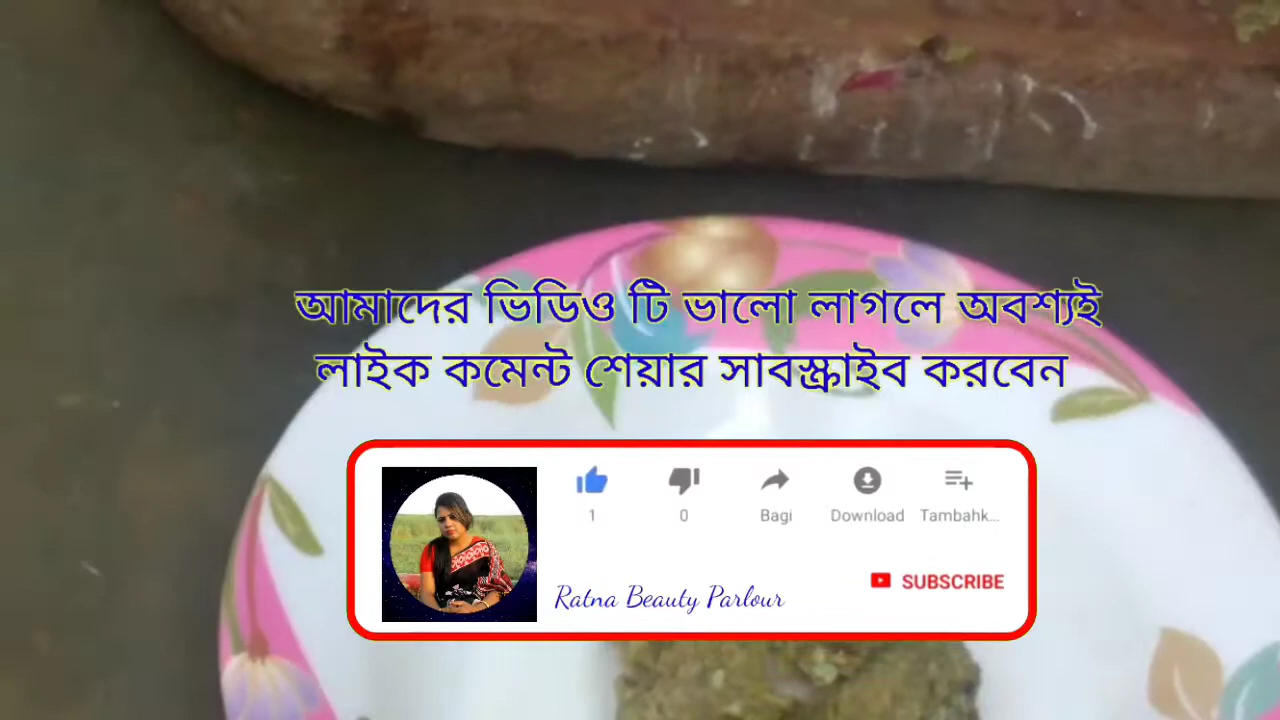 আমাদের ভিডিও টি ভালো লাগলে অবশ্যই
লাইক কমেন্ট শেয়ার সাবস্ক্রাইব করবেন
1 0 Bagi Download Tambahk...
SUBSCRIBE
Ratna Beauty Parlour